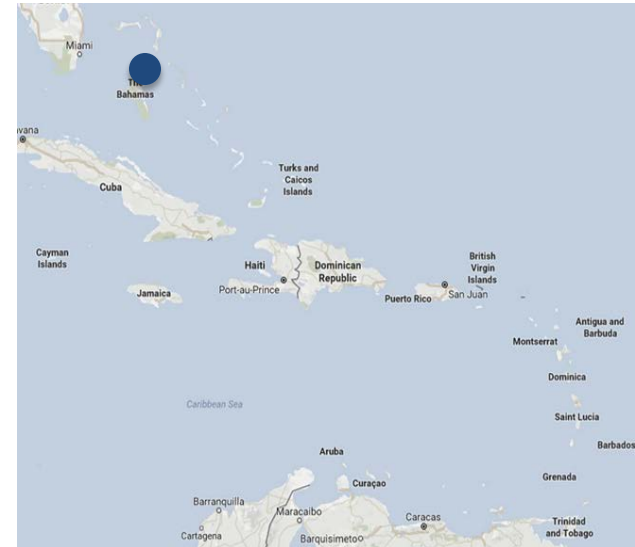 Miami
The
Bahamas
vana
Turks and
Caicos
Islands
Cuba
Cayman
Islands
Haiti
Dominican
Republic
British
Virgin
Islands
Jamaica
Port-au-Prince
Puerto Rico
San Juan
Antigua and
Barbuda
Montserrat
Dominica
Caribbean Sea
Saint Lucia
Barbados
Aruba
Curaçao
Grenada
Barranquilla
Maracaibo
Caracas
Trinidad
and Tobago
Cartagena
Barquisimeto